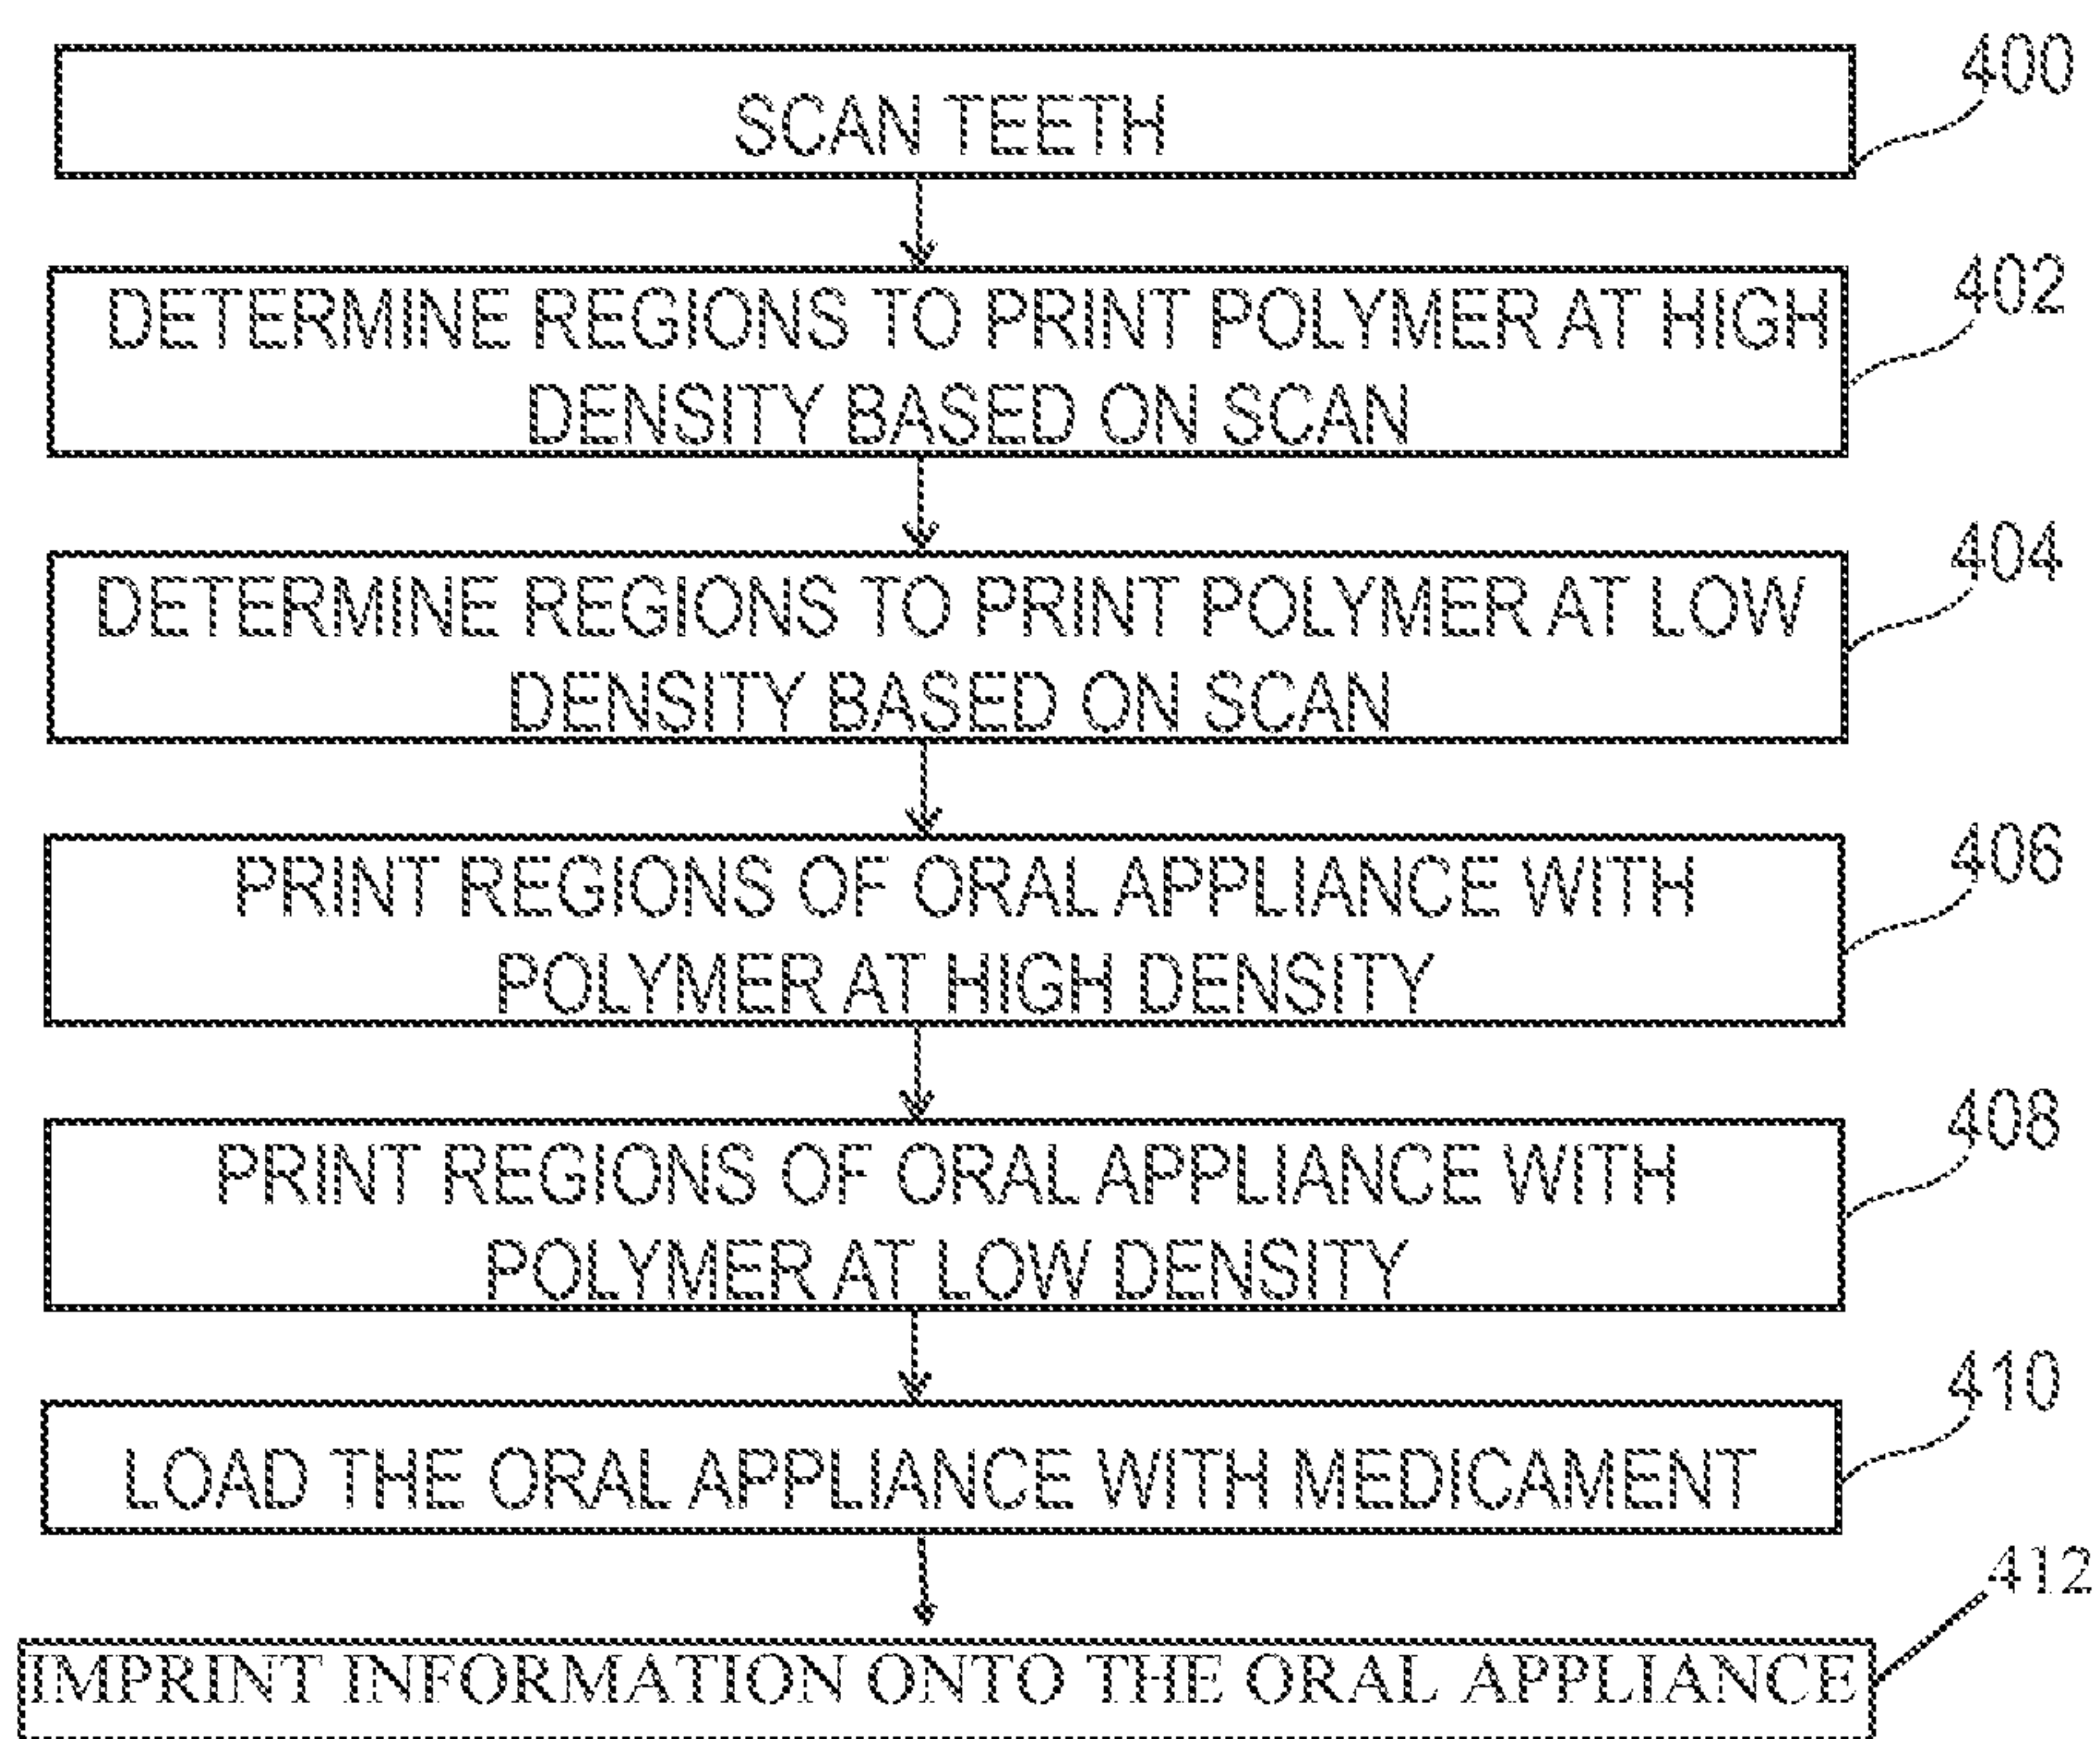 400
SCAN TEETH
402
DETERMINE REGIONS TO PRINT POLYMER AT HIGH
DENSITY BASED ON SCAN
404
DETERMINE REGIONS TO PRINT POLYMER AT LOW
DENSITY BASED ON SCAN
406
PRINT REGIONS OF ORAL APPLIANCE WITH
POLYMER AT HIGH DENSITY
408
PRINT REGIONS OF ORAL APPLIANCE WITH
POLYMER AT LOW DENSITY
410
LOAD THE ORAL APPLIANCE WITH MEDICAMENT
412
IMPRINT INFORMATION ONTO THE ORAL APPLIANCE